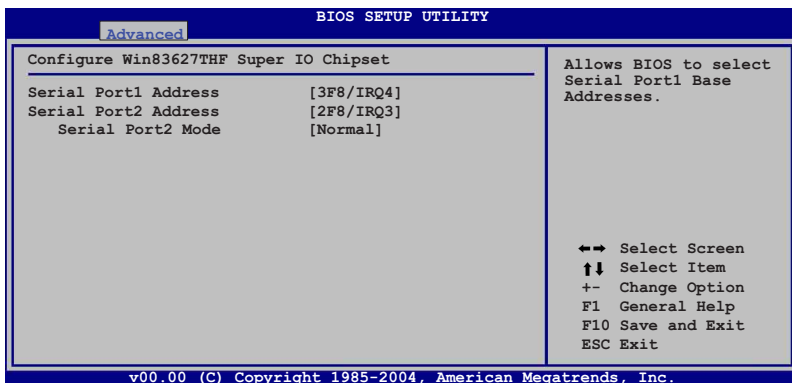 BIOS SETUP UTILITY
Advanced
Configure Win83627THF Super IO Chipset
Serial Port1 Address [3F8/IRQ4]
Serial Port2 Address [2F8/IRQ3]
Serial Port2 Mode [Normal]
Allows BIOS to select
Serial Port1 Base
Addresses.
←→ Select Screen
↑↓ Select Item
+- Change Option
F1 General Help
F10 Save and Exit
ESC Exit
v00.00 (C) Copyright 1985-2004, American Megatrends, Inc.